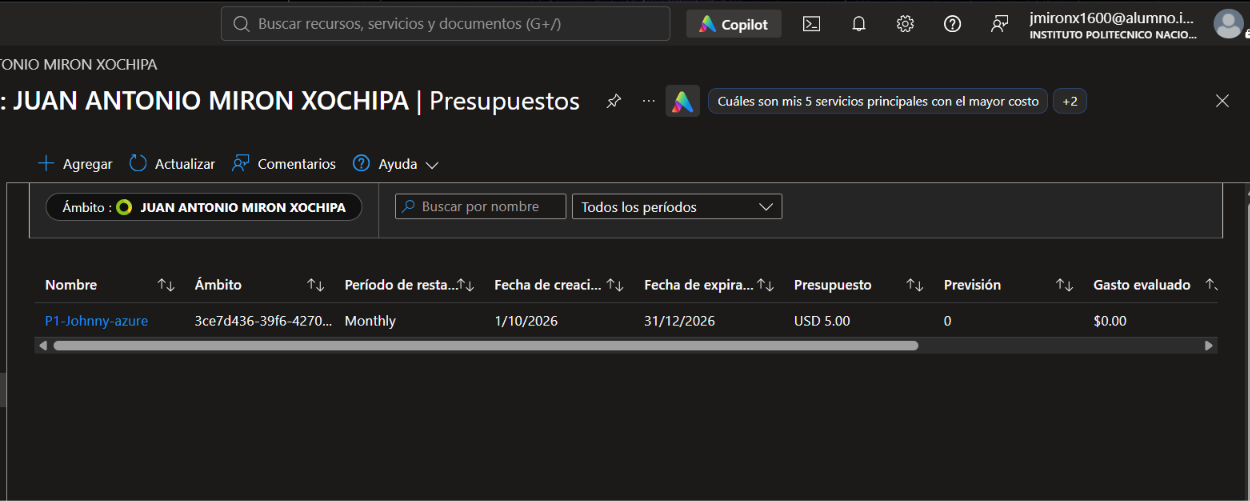 Buscar recursos, servicios y documentos (G+/)
Copilot
jmironx1600@alumno.i...
INSTITUTO POLITECNICO NACIO...
TONIO MIRON XOCHIPA
: JUAN ANTONIO MIRON XOCHIPA | Presupuestos
...
Cuáles son mis 5 servicios principales con el mayor costo
+2
Agregar
Actualizar
Comentarios
Ayuda
Ámbito : JUAN ANTONIO MIRON XOCHIPA
Buscar por nombre
Todos los períodos
Nombre Ámbito Período de resta... Fecha de creaci... Fecha de expira... Presupuesto Previsión Gasto evaluado
P1-Johnny-azure 3ce7d436-39f6-4270... Monthly 1/10/2026 31/12/2026 USD 5.00 0 $0.00